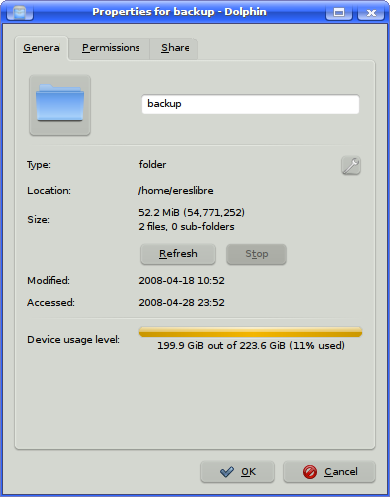 Properties for backup - Dolphin
Genera Permissions Share
backup
Type: folder
Location: /home/ereslibre
Size: 52.2 MiB (54,771,252)
2 files, 0 sub-folders
Refresh Stop
Modified: 2008-04-18 10:52
Accessed: 2008-04-28 23:52
Device usage level:
199.9 GiB out of 223.6 GiB (11% used)
OK Cancel